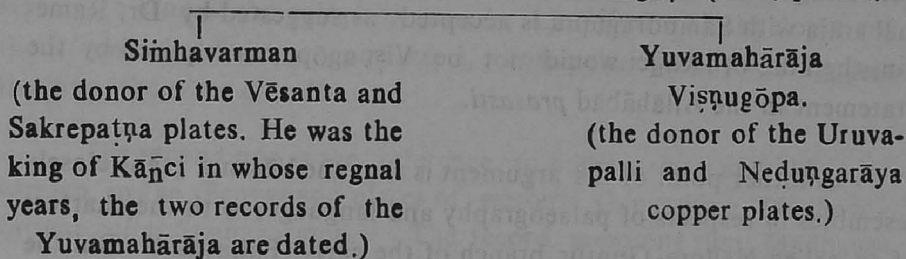 Simhavarman
(the donor of the Vēsanta and
Sakrepaṭṇa plates. He was the
king of Kāñci in whose regnal
years, the two records of the
Yuvamahārāja are dated.)
Yuvamahārāja
Viṣṇugōpa.
(the donor of the Uruva-
palli and Neḍuṇgarāya
copper plates.)